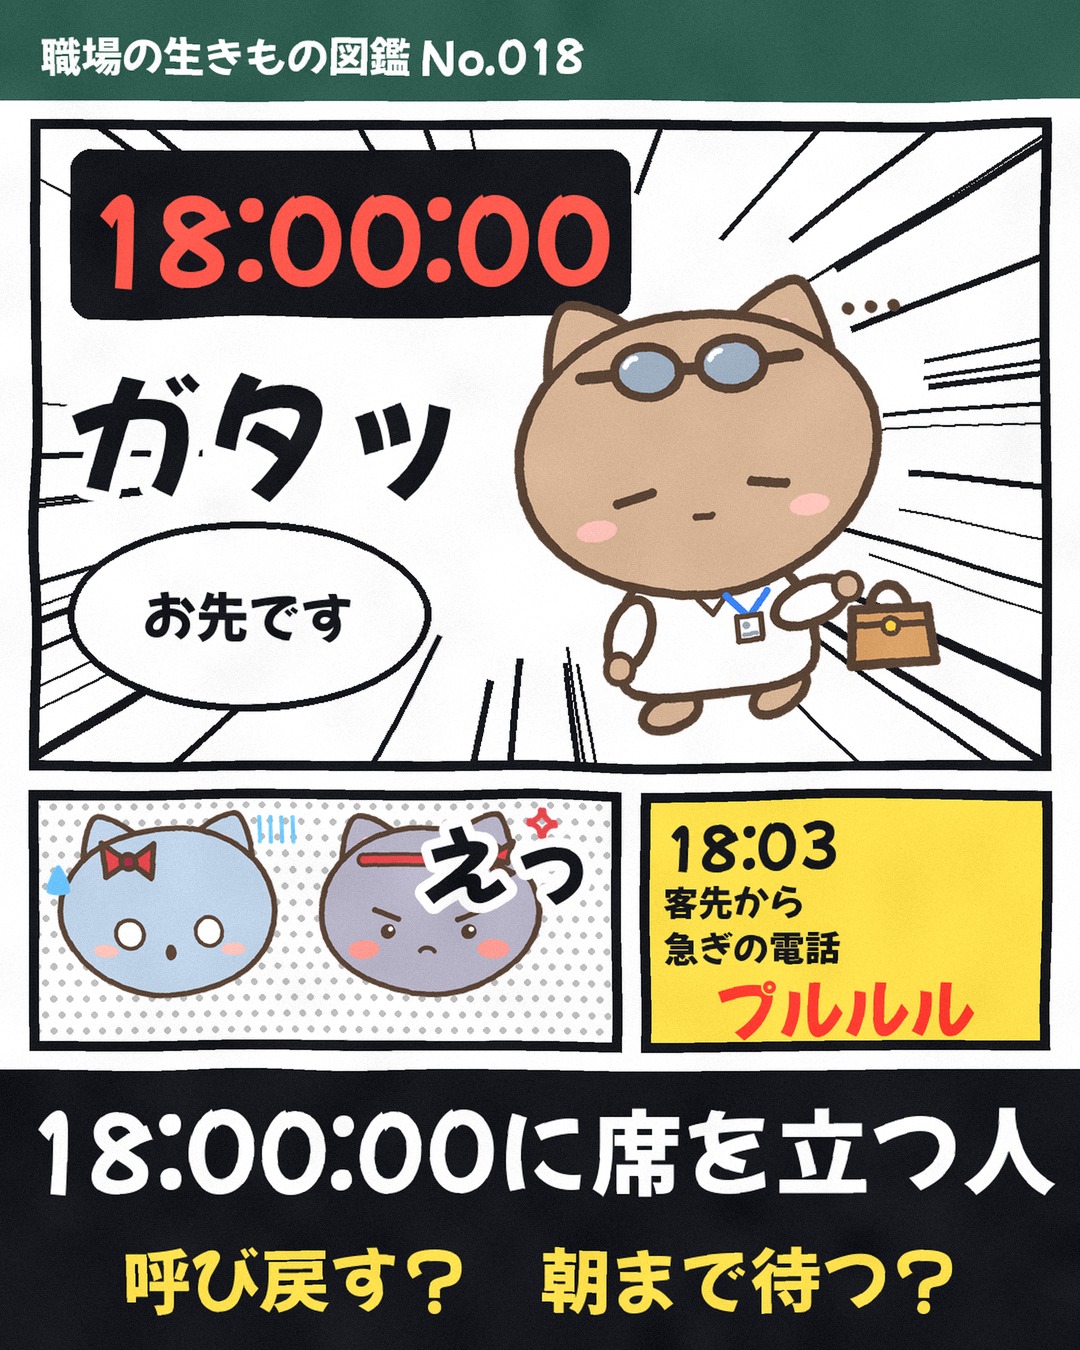 職場の生きもの図鑑 No.018
18:00:00
ガタッ
お先です
えっ
18:03
客先から
急ぎの電話
プルルル
18:00:00に席を立つ人
呼び戻す？　朝まで待つ？